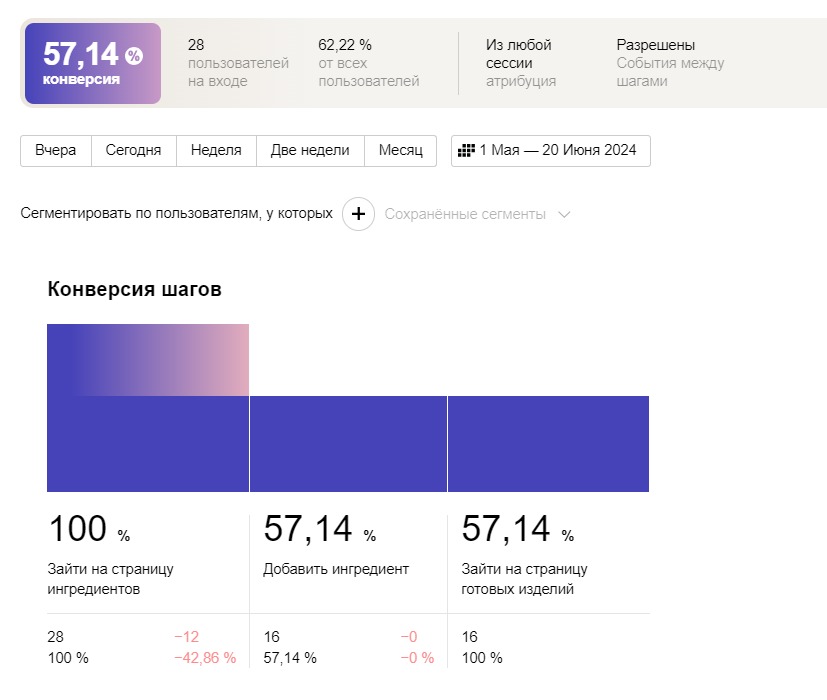 57,14 %
конверсия
28
пользователей
на входе
62,22 %
от всех
пользователей
Из любой
сессии
атрибуция
Разрешены
События между
шагами
Вчера
Сегодня
Неделя
Две недели
Месяц
1 Мая — 20 Июня 2024
Сегментировать по пользователям, у которых
+
Сохранённые сегменты
Конверсия шагов
100 %
Зайти на страницу
ингредиентов
28 −12
100 % −42,86 %
57,14 %
Добавить ингредиент
16 −0
57,14 % −0 %
57,14 %
Зайти на страницу
готовых изделий
16
100 %